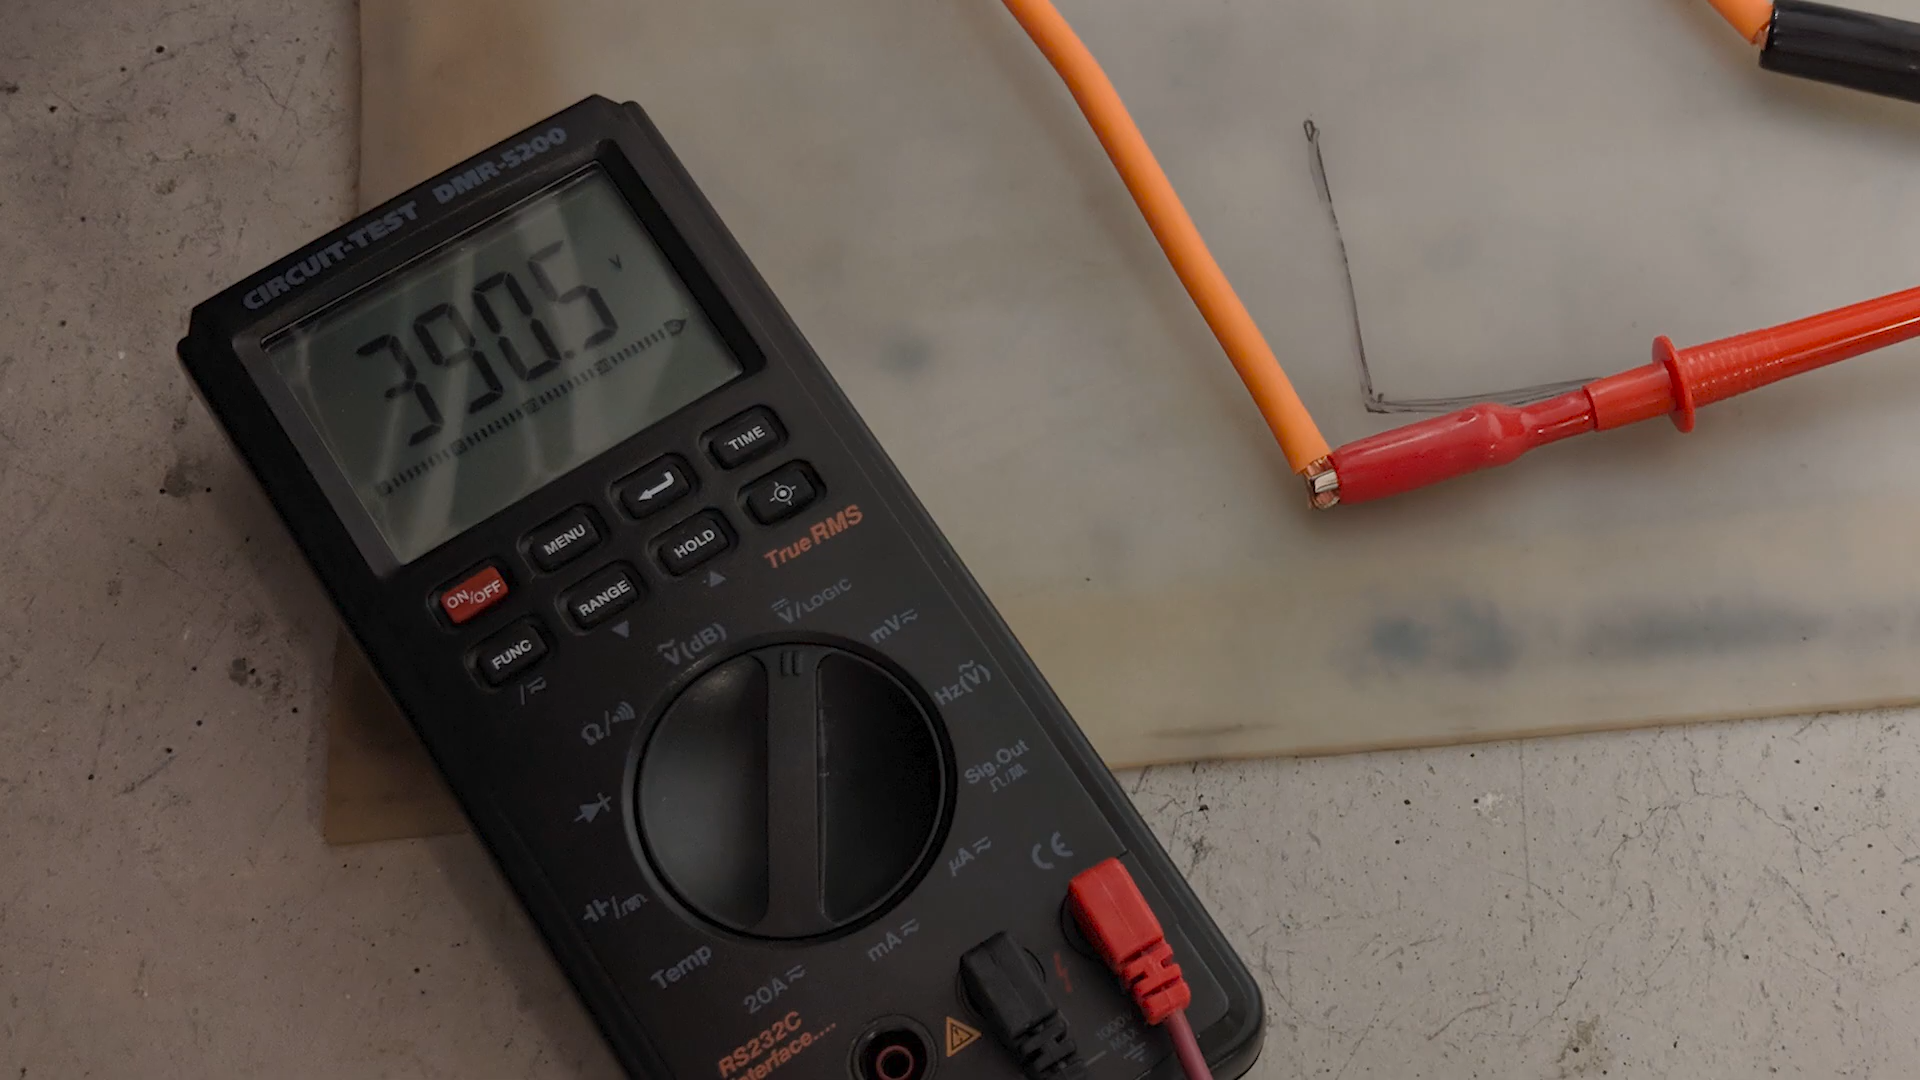 CIRCUIT-TEST DMR-5200
390.5 V
TIME
MENU
HOLD
ON/OFF
RANGE
FUNC
True RMS
Ṽ(dB)
V/LOGIC
mV
Hz(Ṽ)
Sig.Out
Ω
μA
mA
20A
Temp
CE
RS232C
interface....